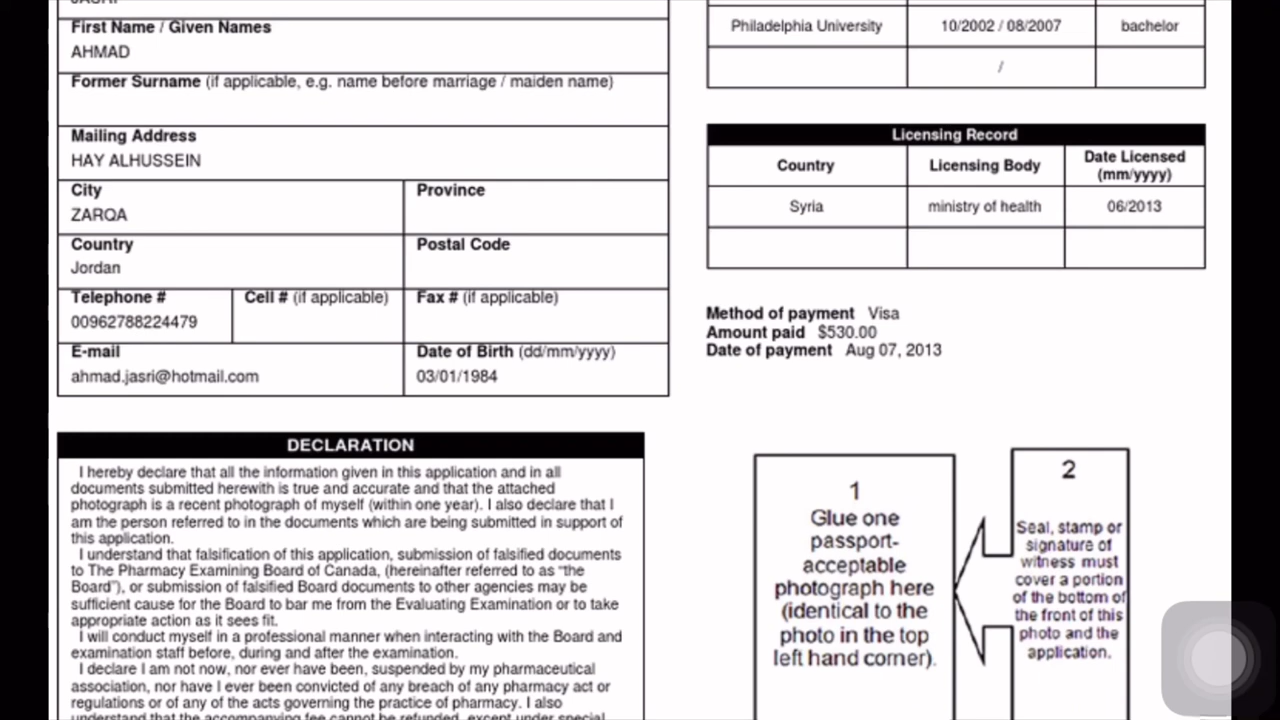 JASRI
First Name / Given Names
AHMAD
Former Surname (if applicable, e.g. name before marriage / maiden name)
Mailing Address
HAY ALHUSSEIN
City
ZARQA
Province
Country
Jordan
Postal Code
Telephone #
00962788224479
Cell # (if applicable)
Fax # (if applicable)
E-mail
ahmad.jasri@hotmail.com
Date of Birth (dd/mm/yyyy)
03/01/1984
DECLARATION
I hereby declare that all the information given in this application and in all
documents submitted herewith is true and accurate and that the attached
photograph is a recent photograph of myself (within one year). I also declare that I
am the person referred to in the documents which are being submitted in support of
this application.
I understand that falsification of this application, submission of falsified documents
to The Pharmacy Examining Board of Canada, (hereinafter referred to as "the
Board"), or submission of falsified Board documents to other agencies may be
sufficient cause for the Board to bar me from the Evaluating Examination or to take
appropriate action as it sees fit.
I will conduct myself in a professional manner when interacting with the Board and
examination staff before, during and after the examination.
I declare I am not now, nor ever have been, suspended by my pharmaceutical
association, nor have I ever been convicted of any breach of any pharmacy act or
regulations or of any of the acts governing the practice of pharmacy. I also
understand that the accompanying fee cannot be refunded, except under special
Philadelphia University 10/2002 / 08/2007 bachelor
/
Licensing Record
Country Licensing Body Date Licensed
(mm/yyyy)
Syria ministry of health 06/2013
Method of payment Visa
Amount paid $530.00
Date of payment Aug 07, 2013
1
Glue one
passport-
acceptable
photograph here
(identical to the
photo in the top
left hand corner).
2
Seal, stamp or
signature of
witness must
cover a portion
of the bottom of
the front of this
photo and the
application.